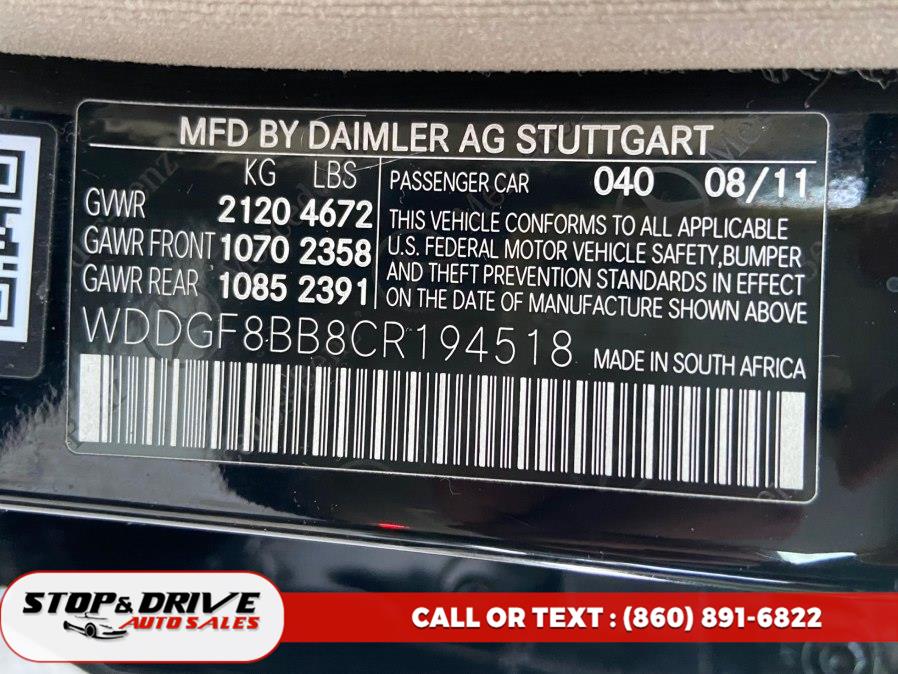 MFD BY DAIMLER AG STUTTGART
KG LBS
GVWR 2120 4672
GAWR FRONT 1070 2358
GAWR REAR 1085 2391
PASSENGER CAR 040 08/11
THIS VEHICLE CONFORMS TO ALL APPLICABLE
U.S. FEDERAL MOTOR VEHICLE SAFETY,BUMPER
AND THEFT PREVENTION STANDARDS IN EFFECT
ON THE DATE OF MANUFACTURE SHOWN ABOVE
WDDGF8BB8CR194518 MADE IN SOUTH AFRICA
STOP & DRIVE
AUTO SALES
CALL OR TEXT : (860) 891-6822